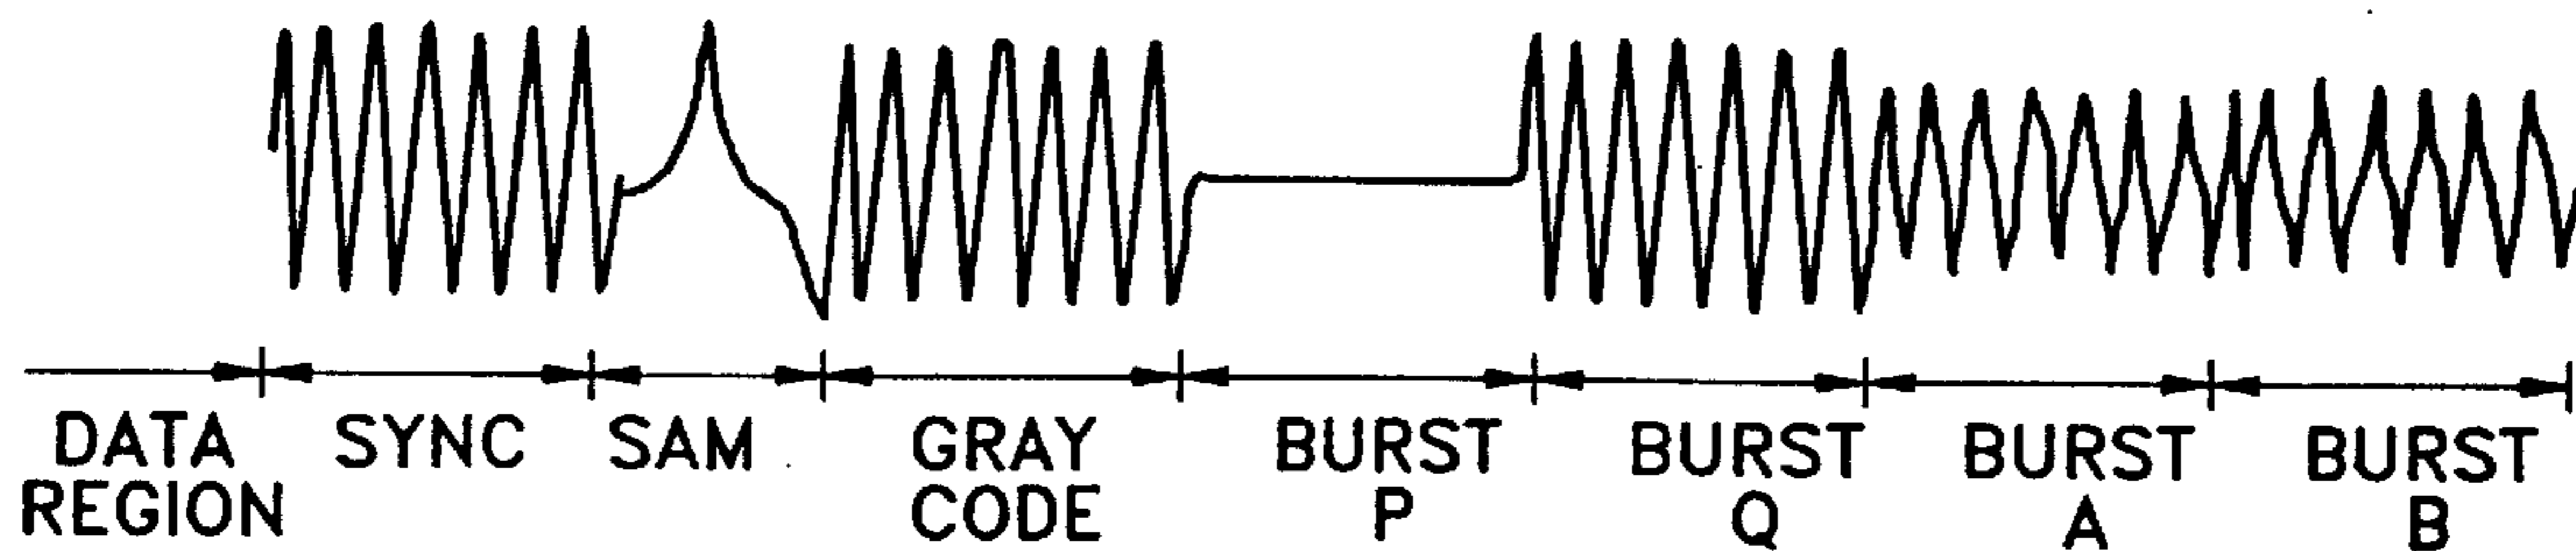 DATA REGION
SYNC
SAM
GRAY CODE
BURST P
BURST Q
BURST A
BURST B